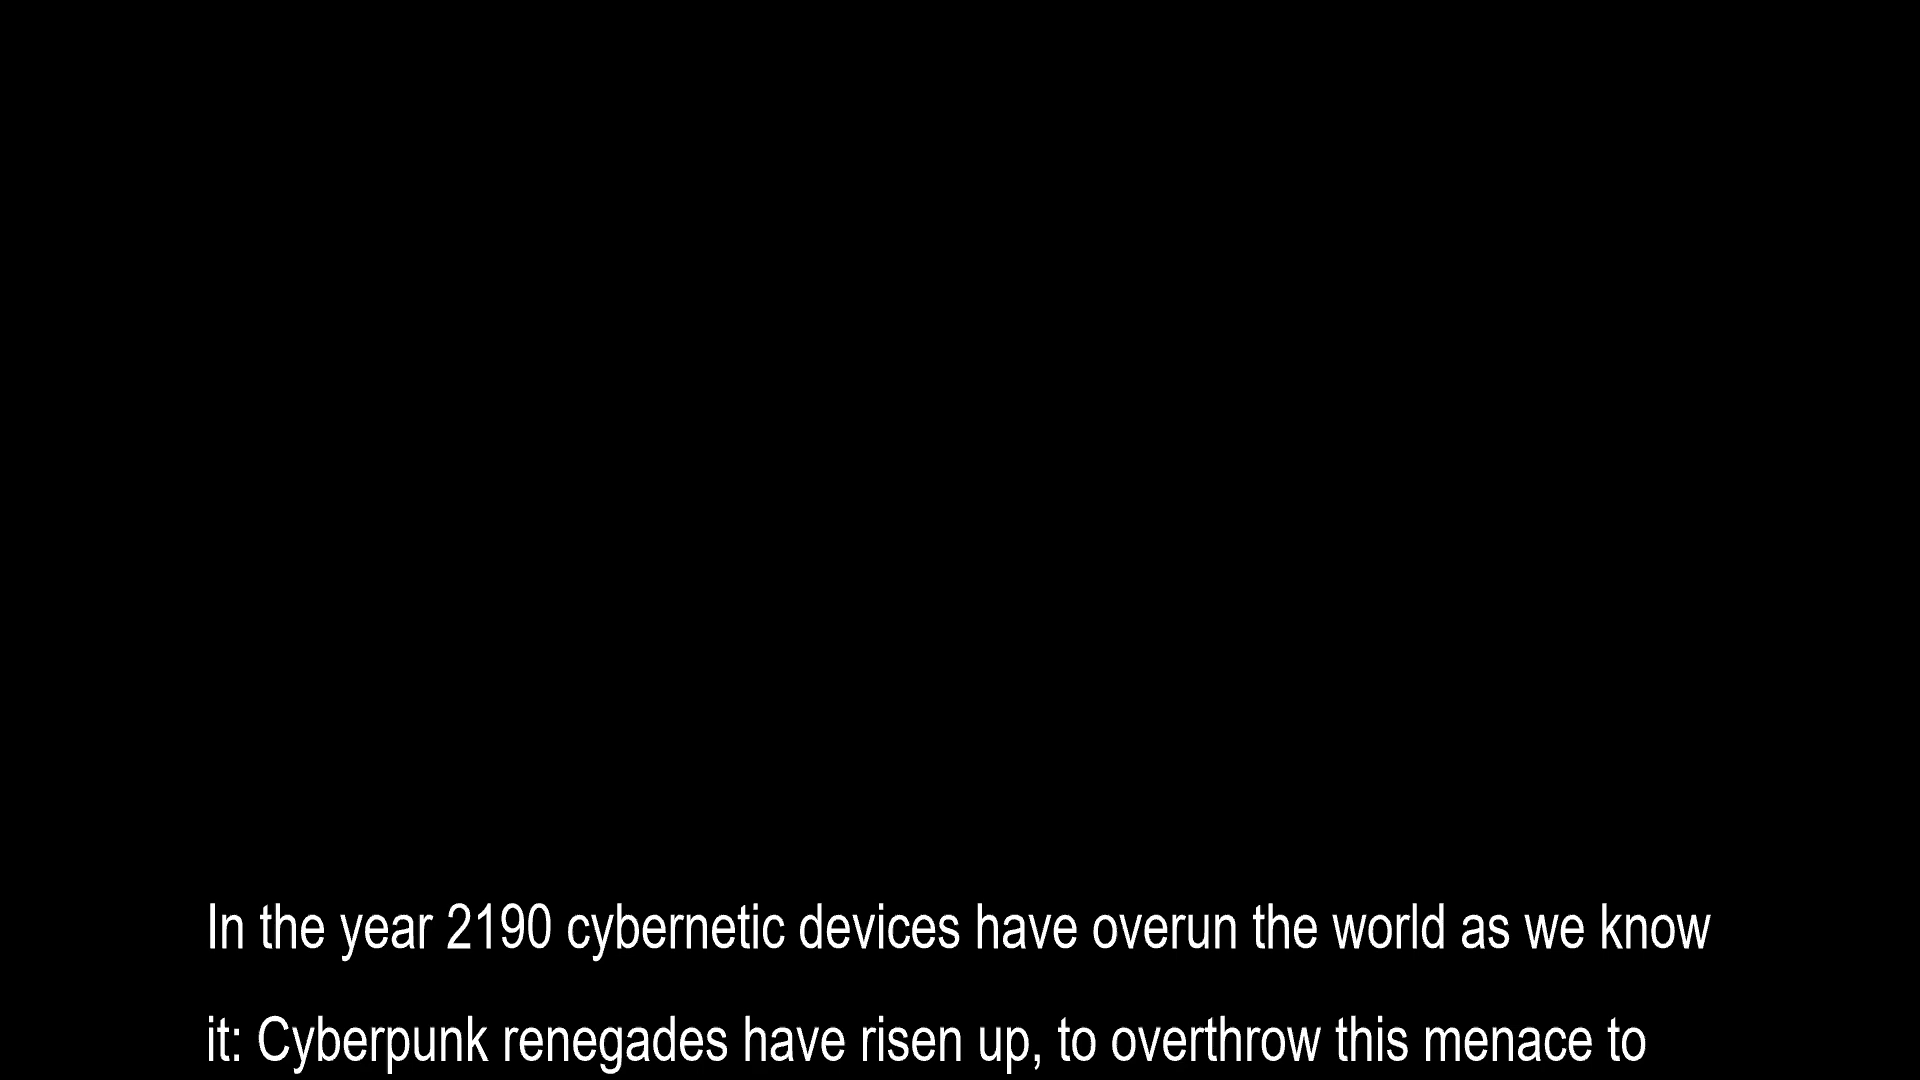 In the year 2190 cybernetic devices have overun the world as we know
it: Cyberpunk renegades have risen up, to overthrow this menace to